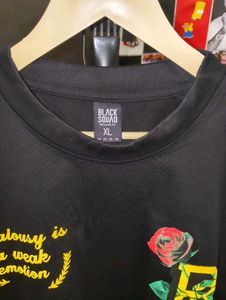 BLACK
SQUAD
XL
alousy is
a weak
emotion